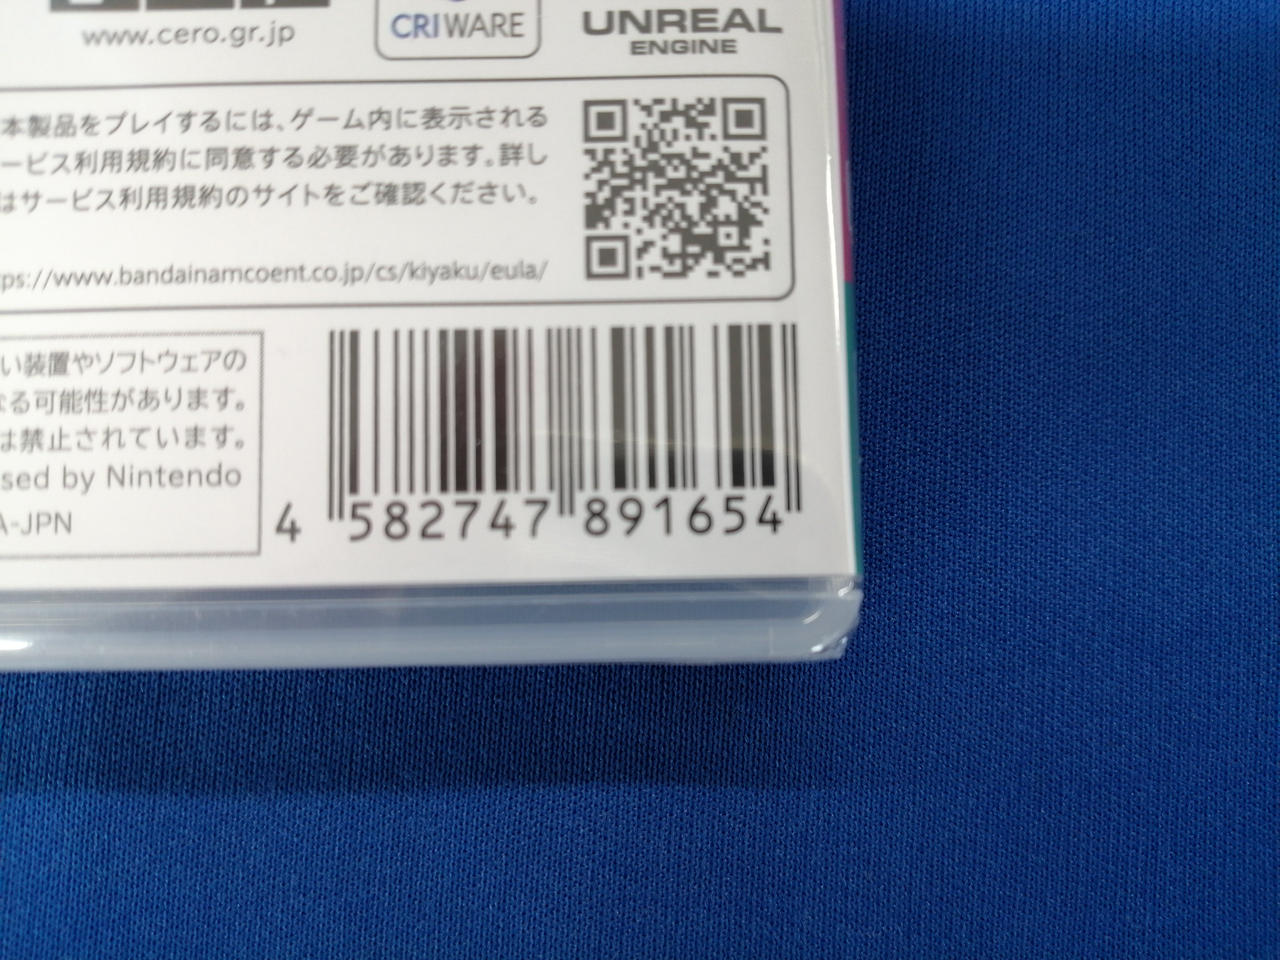 www.cero.gr.jp
CRIWARE
UNREAL
ENGINE
本製品をプレイするには、ゲーム内に表示される
ービス利用規約に同意する必要があります。詳し
はサービス利用規約のサイトをご確認ください。
ps://www.bandainamcoent.co.jp/cs/kiyaku/eula/
い装置やソフトウェアの
なる可能性があります。
は禁止されています。
sed by Nintendo
A-JPN
4 582747 891654